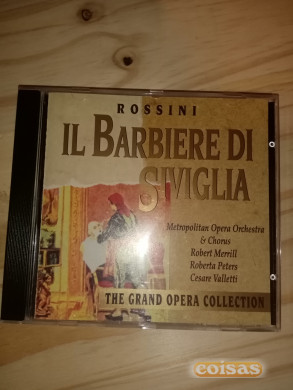 ROSSINI
IL BARBIERE DI
SIVIGLIA
Metropolitan Opera Orchestra
& Chorus
Robert Merrill
Roberta Peters
Cesare Valletti
THE GRAND OPERA COLLECTION
coisas